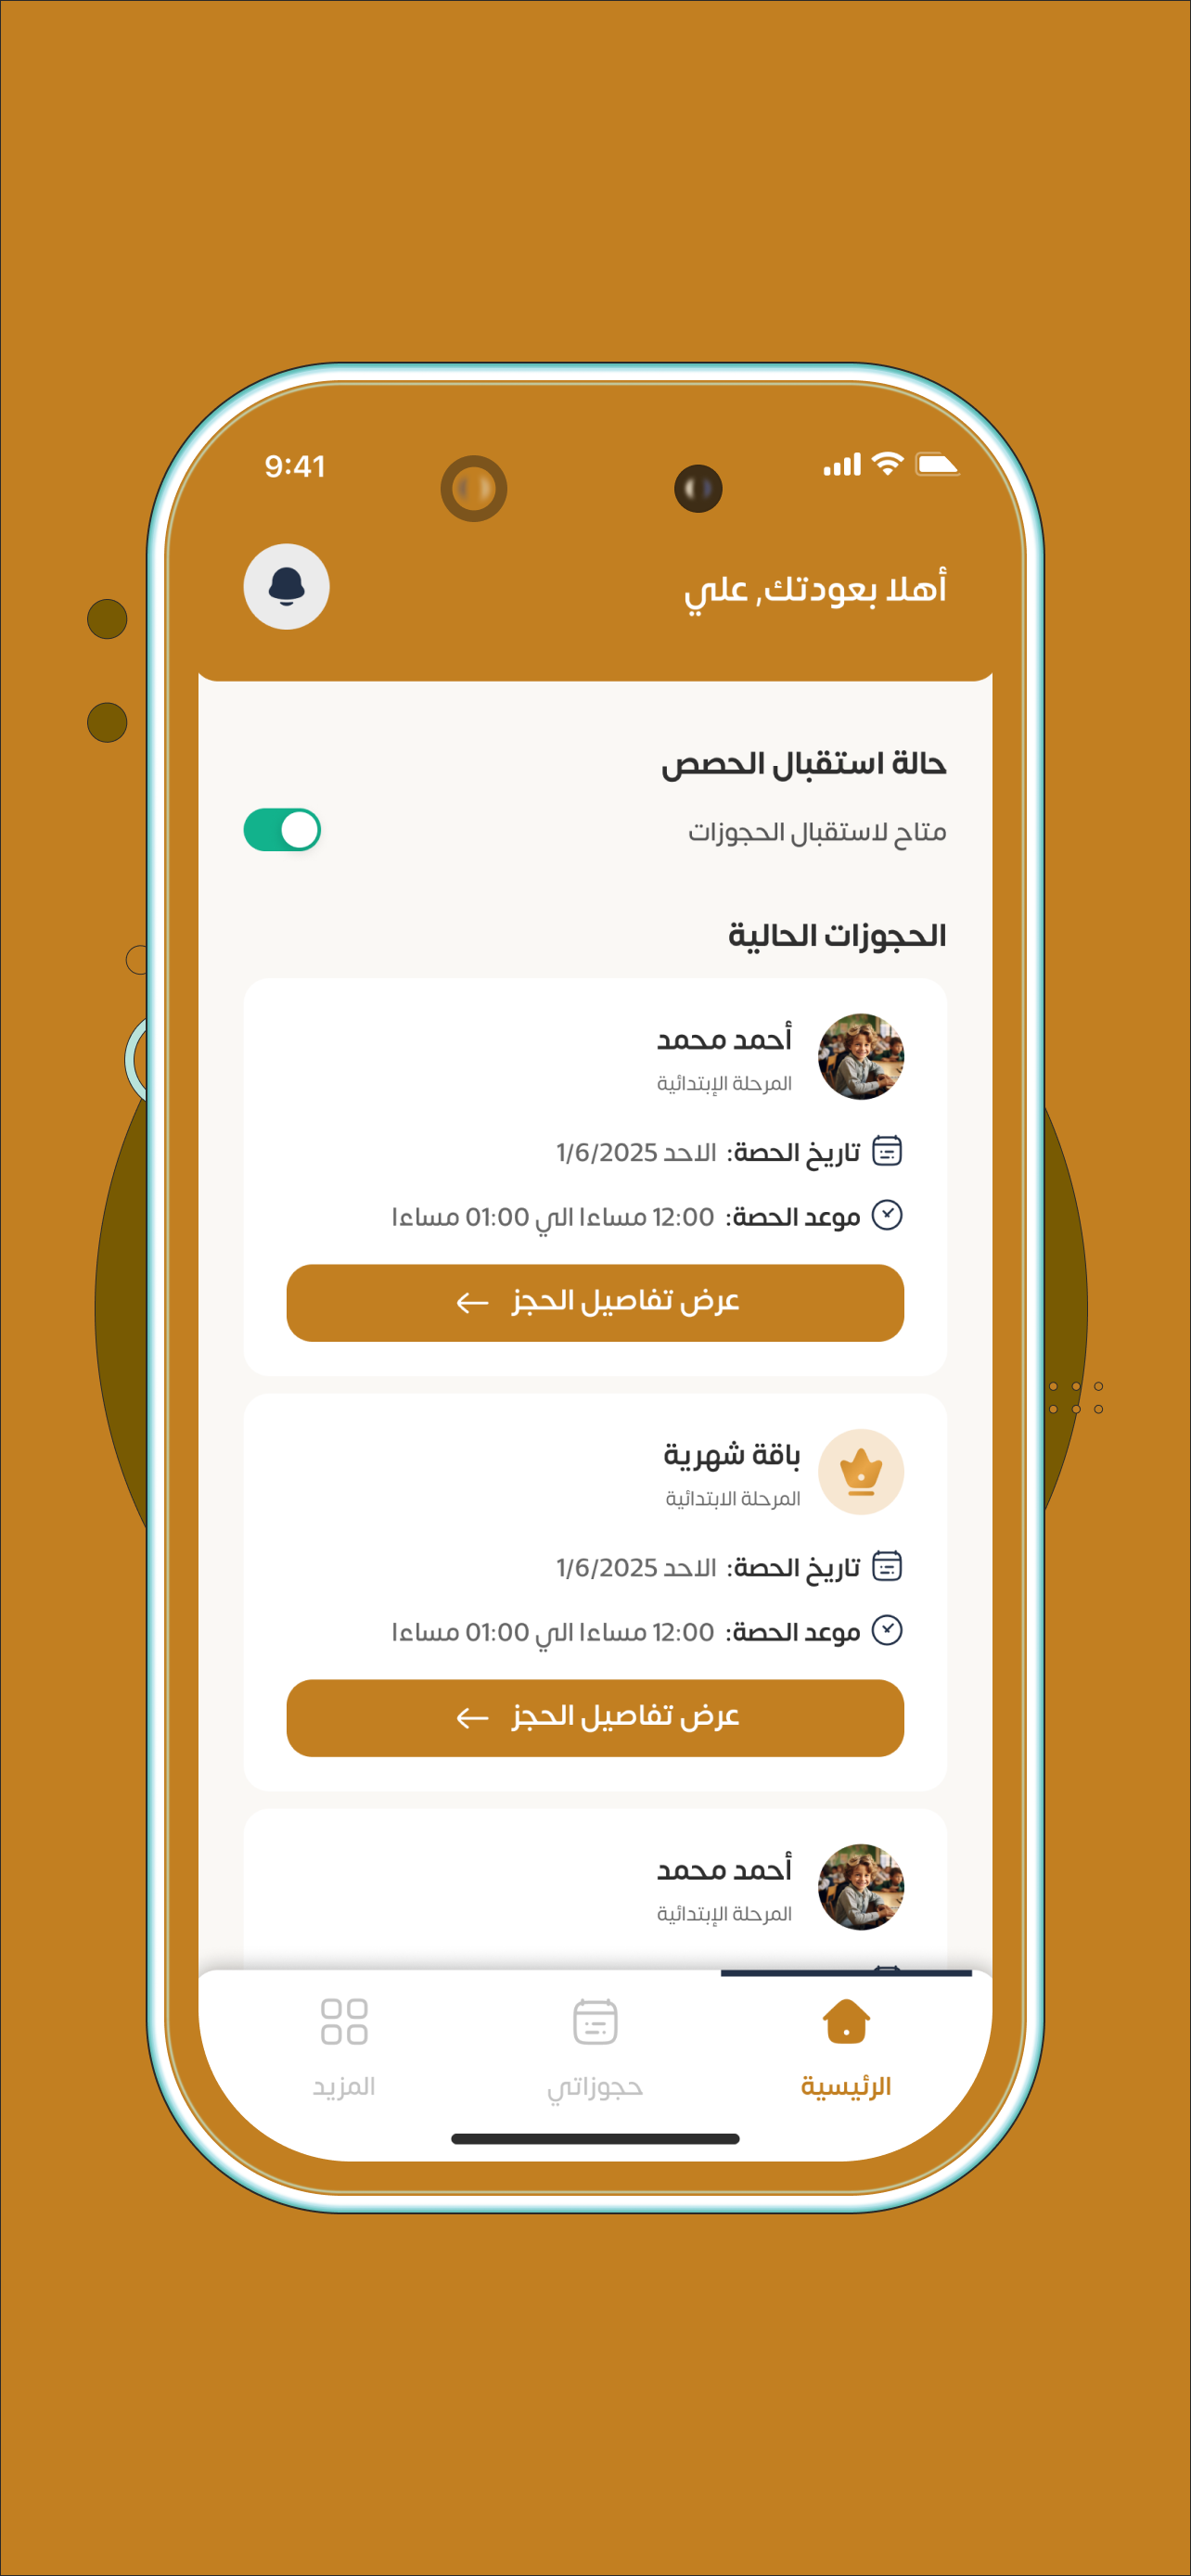 9:41
أهلا بعودتك, علي
حالة استقبال الحصص
متاح لاستقبال الحجوزات
الحجوزات الحالية
أحمد محمد
المرحلة الإبتدائية
تاريخ الحصة: الاحد 1/6/2025
موعد الحصة: 12:00 مساءا الي 01:00 مساءا
عرض تفاصيل الحجز
باقة شهرية
المرحلة الابتدائية
تاريخ الحصة: الاحد 1/6/2025
موعد الحصة: 12:00 مساءا الي 01:00 مساءا
عرض تفاصيل الحجز
أحمد محمد
المرحلة الإبتدائية
الرئيسية
حجوزاتي
المزيد